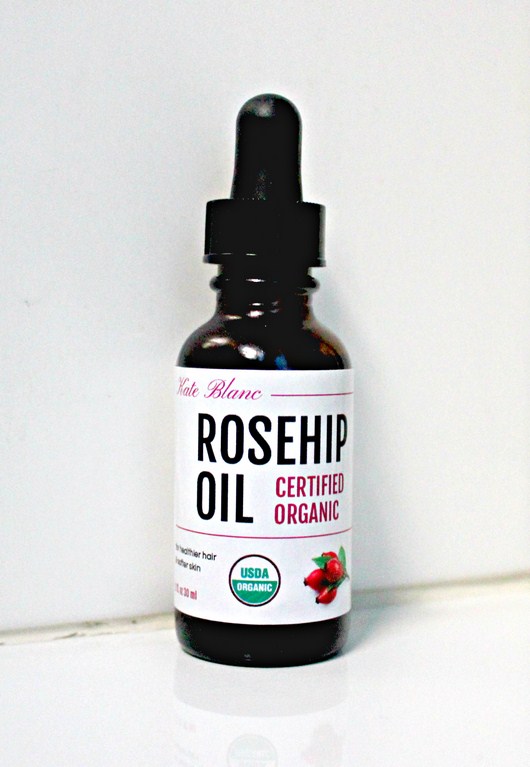 Kate Blanc
ROSEHIP
OIL
CERTIFIED
ORGANIC
healthier hair
softer skin
30 ml
USDA
ORGANIC